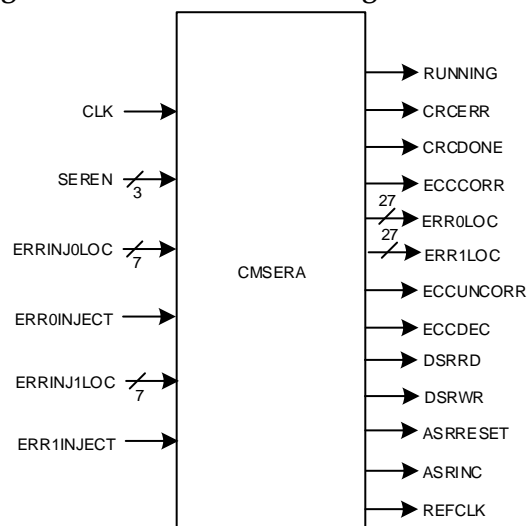 CLK
SEREN
3
ERRINJ0LOC
7
ERR0INJECT
ERRINJ1LOC
7
ERR1INJECT
CMSERA
RUNNING
CRCERR
CRCDONE
ECCCORR
27
ERR0LOC
27
ERR1LOC
ECCUNCORR
ECCDEC
DSRRD
DSRWR
ASRRESET
ASRINC
REFCLK